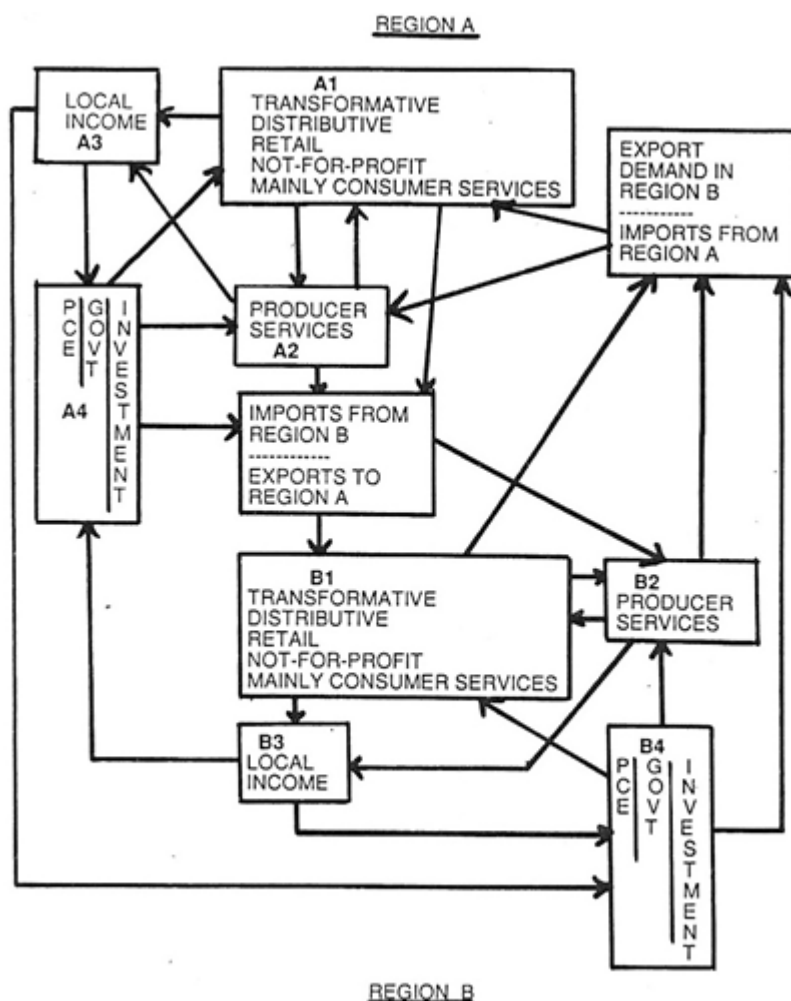 REGION A
LOCAL
INCOME
A3
A1
TRANSFORMATIVE
DISTRIBUTIVE
RETAIL
NOT-FOR-PROFIT
MAINLY CONSUMER SERVICES
EXPORT
DEMAND IN
REGION B
------------
IMPORTS FROM
REGION A
PCE
GOVT
INVESTMENT
A4
PRODUCER
SERVICES
A2
IMPORTS FROM
REGION B
------------
EXPORTS TO
REGION A
B1
TRANSFORMATIVE
DISTRIBUTIVE
RETAIL
NOT-FOR-PROFIT
MAINLY CONSUMER SERVICES
B2
PRODUCER
SERVICES
B3
LOCAL
INCOME
B4
PCE
GOVT
INVESTMENT
REGION B